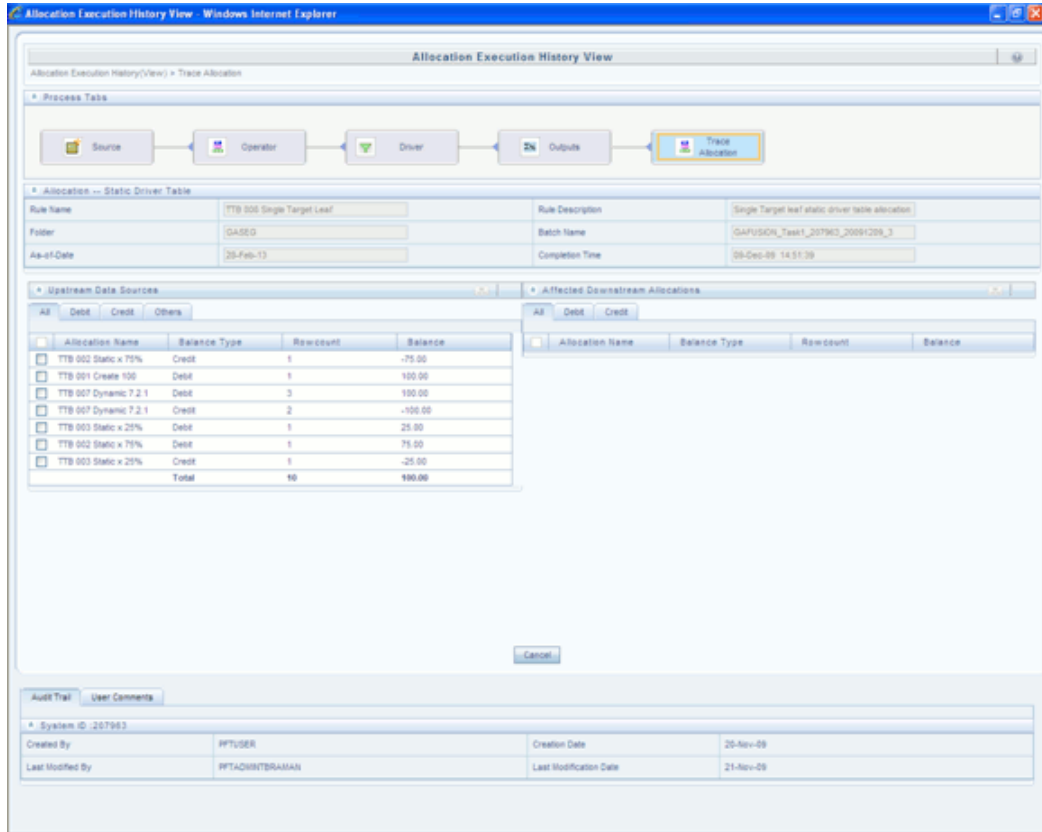 Allocation Execution History View - Windows Internet Explorer
Allocation Execution History View
Allocation Execution History(View) > Trace Allocation
Process Tabs
Source
Operator
Driver
Outputs
Trace Allocation
Allocation -- Static Driver Table
Rule Name TTB 008 Single Target Leaf Rule Description Single Target leaf static driver table allocation
Folder GASEG Batch Name GAFUSION_Task1_207963_20091209_3
As-of-Date 28-Feb-13 Completion Time 09-Dec-09 14:51:39
Upstream Data Sources
All Debit Credit Others
Allocation Name Balance Type Rowcount Balance
TTB 002 Static x 75% Credit 1 -75.00
TTB 001 Create 100 Debit 1 100.00
TTB 007 Dynamic 7.2.1 Debit 3 100.00
TTB 007 Dynamic 7.2.1 Credit 2 -100.00
TTB 003 Static x 25% Debit 1 25.00
TTB 002 Static x 75% Debit 1 75.00
TTB 003 Static x 25% Credit 1 -25.00
Total 10 100.00
Affected Downstream Allocations
All Debit Credit
Allocation Name Balance Type Rowcount Balance
Cancel
Audit Trail User Comments
System ID :207963
Created By PFTUSER Creation Date 20-Nov-09
Last Modified By PFTADMINTBRAMAN Last Modification Date 21-Nov-09